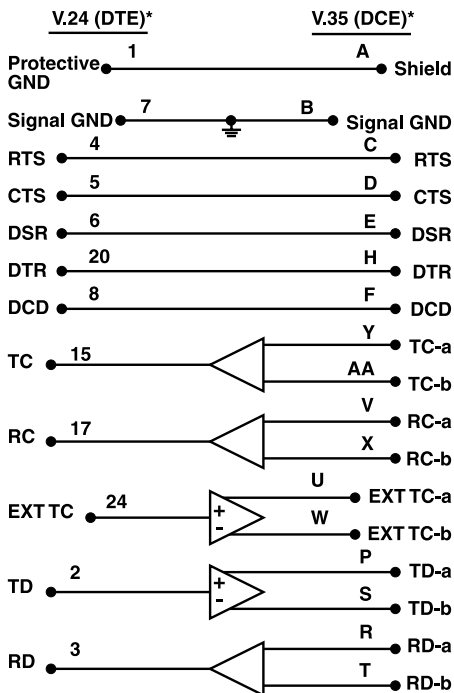 V.24 (DTE)* V.35 (DCE)*
Protective GND 1 A Shield
Signal GND 7 B Signal GND
RTS 4 C RTS
CTS 5 D CTS
DSR 6 E DSR
DTR 20 H DTR
DCD 8 F DCD
TC 15 Y TC-a
AA TC-b
RC 17 V RC-a
X RC-b
EXT TC 24 + - U EXT TC-a
W EXT TC-b
TD 2 + - P TD-a
S TD-b
RD 3 R RD-a
T RD-b